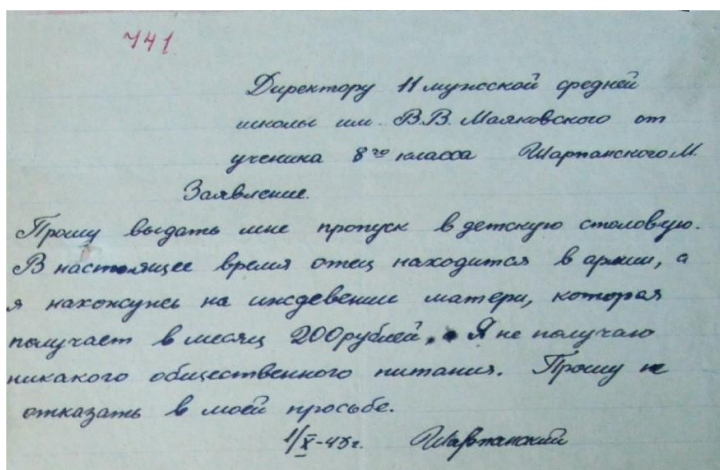 741
Директору 11 мужской средней
школы им. В.В. Маяковского от
ученика 8го класса Шарпанского М.
Заявление.
Прошу выдать мне пропуск в детскую столовую.
В настоящее время отец находится в армии, а
я нахожусь на иждевении матери, которая
получает в месяц 200 рублей. Я не получаю
никакого общественного питания. Прошу не
отказать в моей просьбе.
1/X-45г. Шарпанский